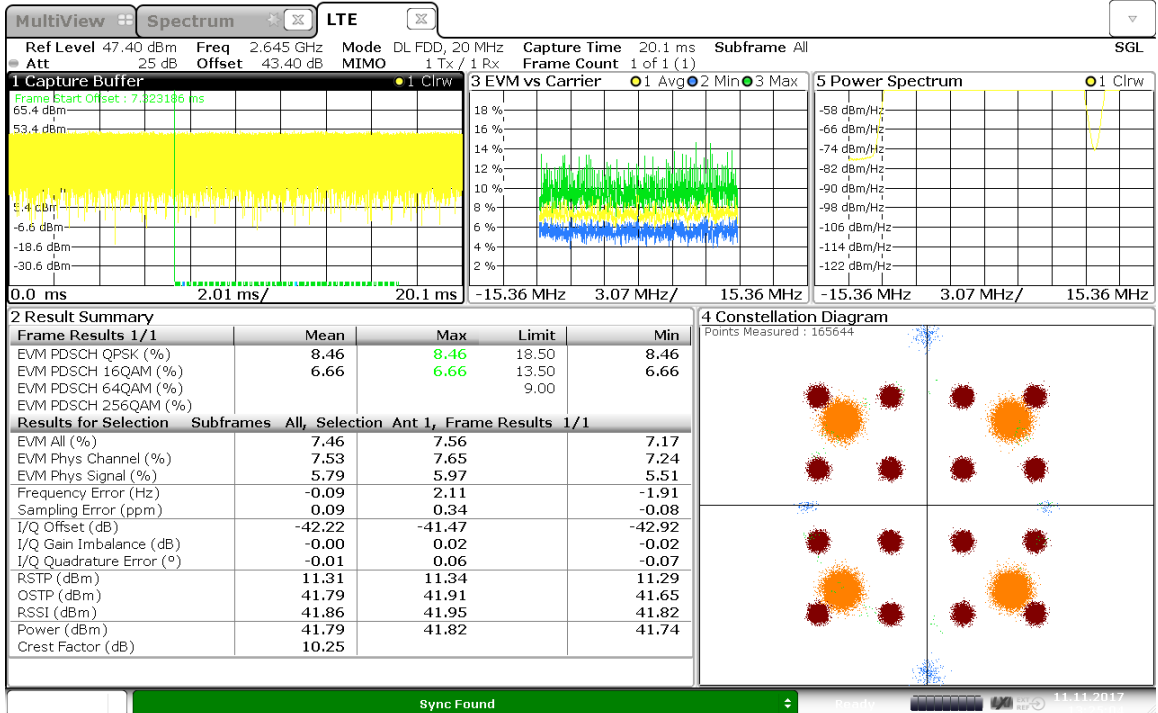 MultiView Spectrum LTE
Ref Level 47.40 dBm Freq 2.645 GHz Mode DL FDD, 20 MHz Capture Time 20.1 ms Subframe All SGL
Att 25 dB Offset 43.40 dB MIMO 1 Tx / 1 Rx Frame Count 1 of 1 (1)
1 Capture Buffer 1 Clrw
Frame Start Offset : 7.323186 ms
65.4 dBm
53.4 dBm
5.4 dBm
-6.6 dBm
-18.6 dBm
-30.6 dBm
0.0 ms 2.01 ms/ 20.1 ms
3 EVM vs Carrier 1 Avg 2 Min 3 Max
18 %
16 %
14 %
12 %
10 %
8 %
6 %
4 %
2 %
-15.36 MHz 3.07 MHz/ 15.36 MHz
5 Power Spectrum 1 Clrw
-58 dBm/Hz
-66 dBm/Hz
-74 dBm/Hz
-82 dBm/Hz
-90 dBm/Hz
-98 dBm/Hz
-106 dBm/Hz
-114 dBm/Hz
-122 dBm/Hz
-15.36 MHz 3.07 MHz/ 15.36 MHz
2 Result Summary
Frame Results 1/1 Mean Max Limit Min
EVM PDSCH QPSK (%) 8.46 8.46 18.50 8.46
EVM PDSCH 16QAM (%) 6.66 6.66 13.50 6.66
EVM PDSCH 64QAM (%) 9.00
EVM PDSCH 256QAM (%)
Results for Selection Subframes All, Selection Ant 1, Frame Results 1/1
EVM All (%) 7.46 7.56 7.17
EVM Phys Channel (%) 7.53 7.65 7.24
EVM Phys Signal (%) 5.79 5.97 5.51
Frequency Error (Hz) -0.09 2.11 -1.91
Sampling Error (ppm) 0.09 0.34 -0.08
I/Q Offset (dB) -42.22 -41.47 -42.92
I/Q Gain Imbalance (dB) -0.00 0.02 -0.02
I/Q Quadrature Error (º) -0.01 0.06 -0.07
RSTP (dBm) 11.31 11.34 11.29
OSTP (dBm) 41.79 41.91 41.65
RSSI (dBm) 41.86 41.95 41.82
Power (dBm) 41.79 41.82 41.74
Crest Factor (dB) 10.25
4 Constellation Diagram
Points Measured : 165644
Sync Found
Ready
LXI
EXT
REF
11.11.2017